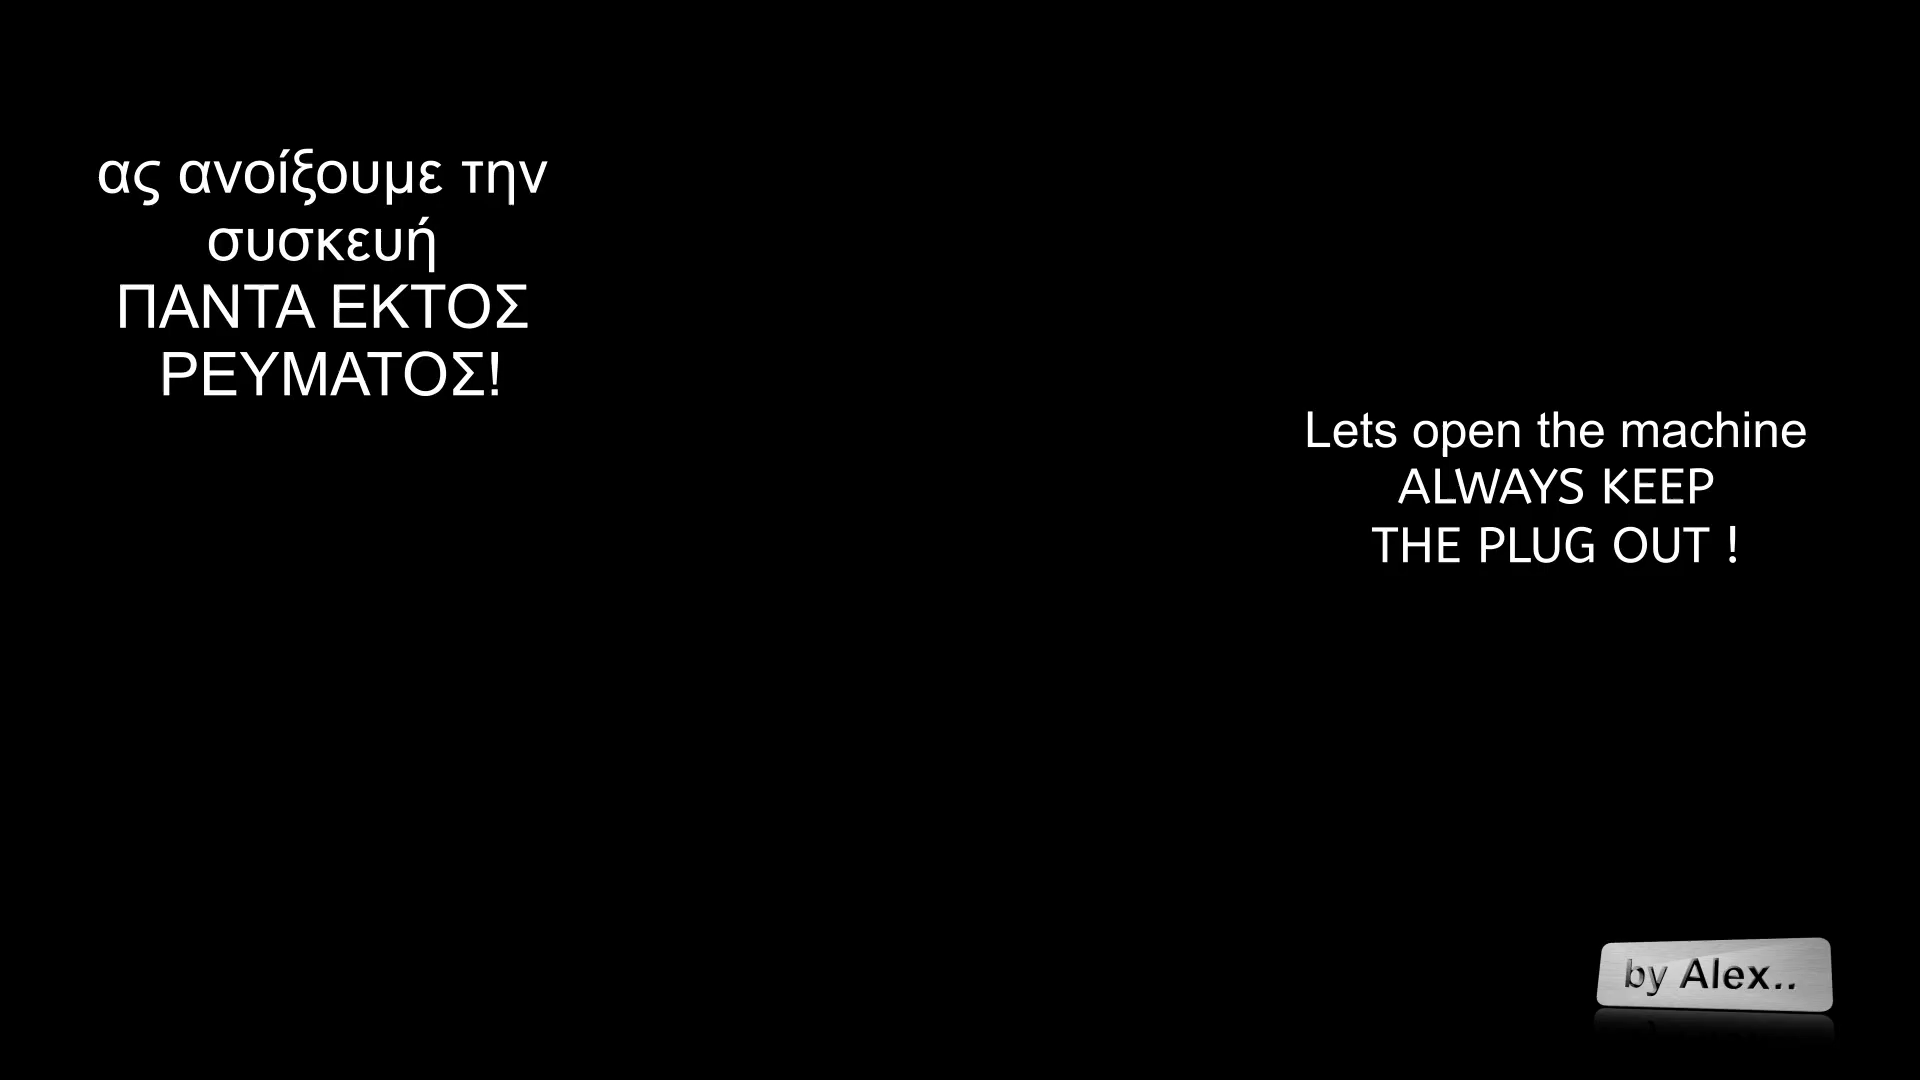 ας ανοίξουμε την
συσκευή
ΠΑΝΤΑ ΕΚΤΟΣ
ΡΕΥΜΑΤΟΣ!
Lets open the machine
ALWAYS KEEP
THE PLUG OUT !
by Alex..